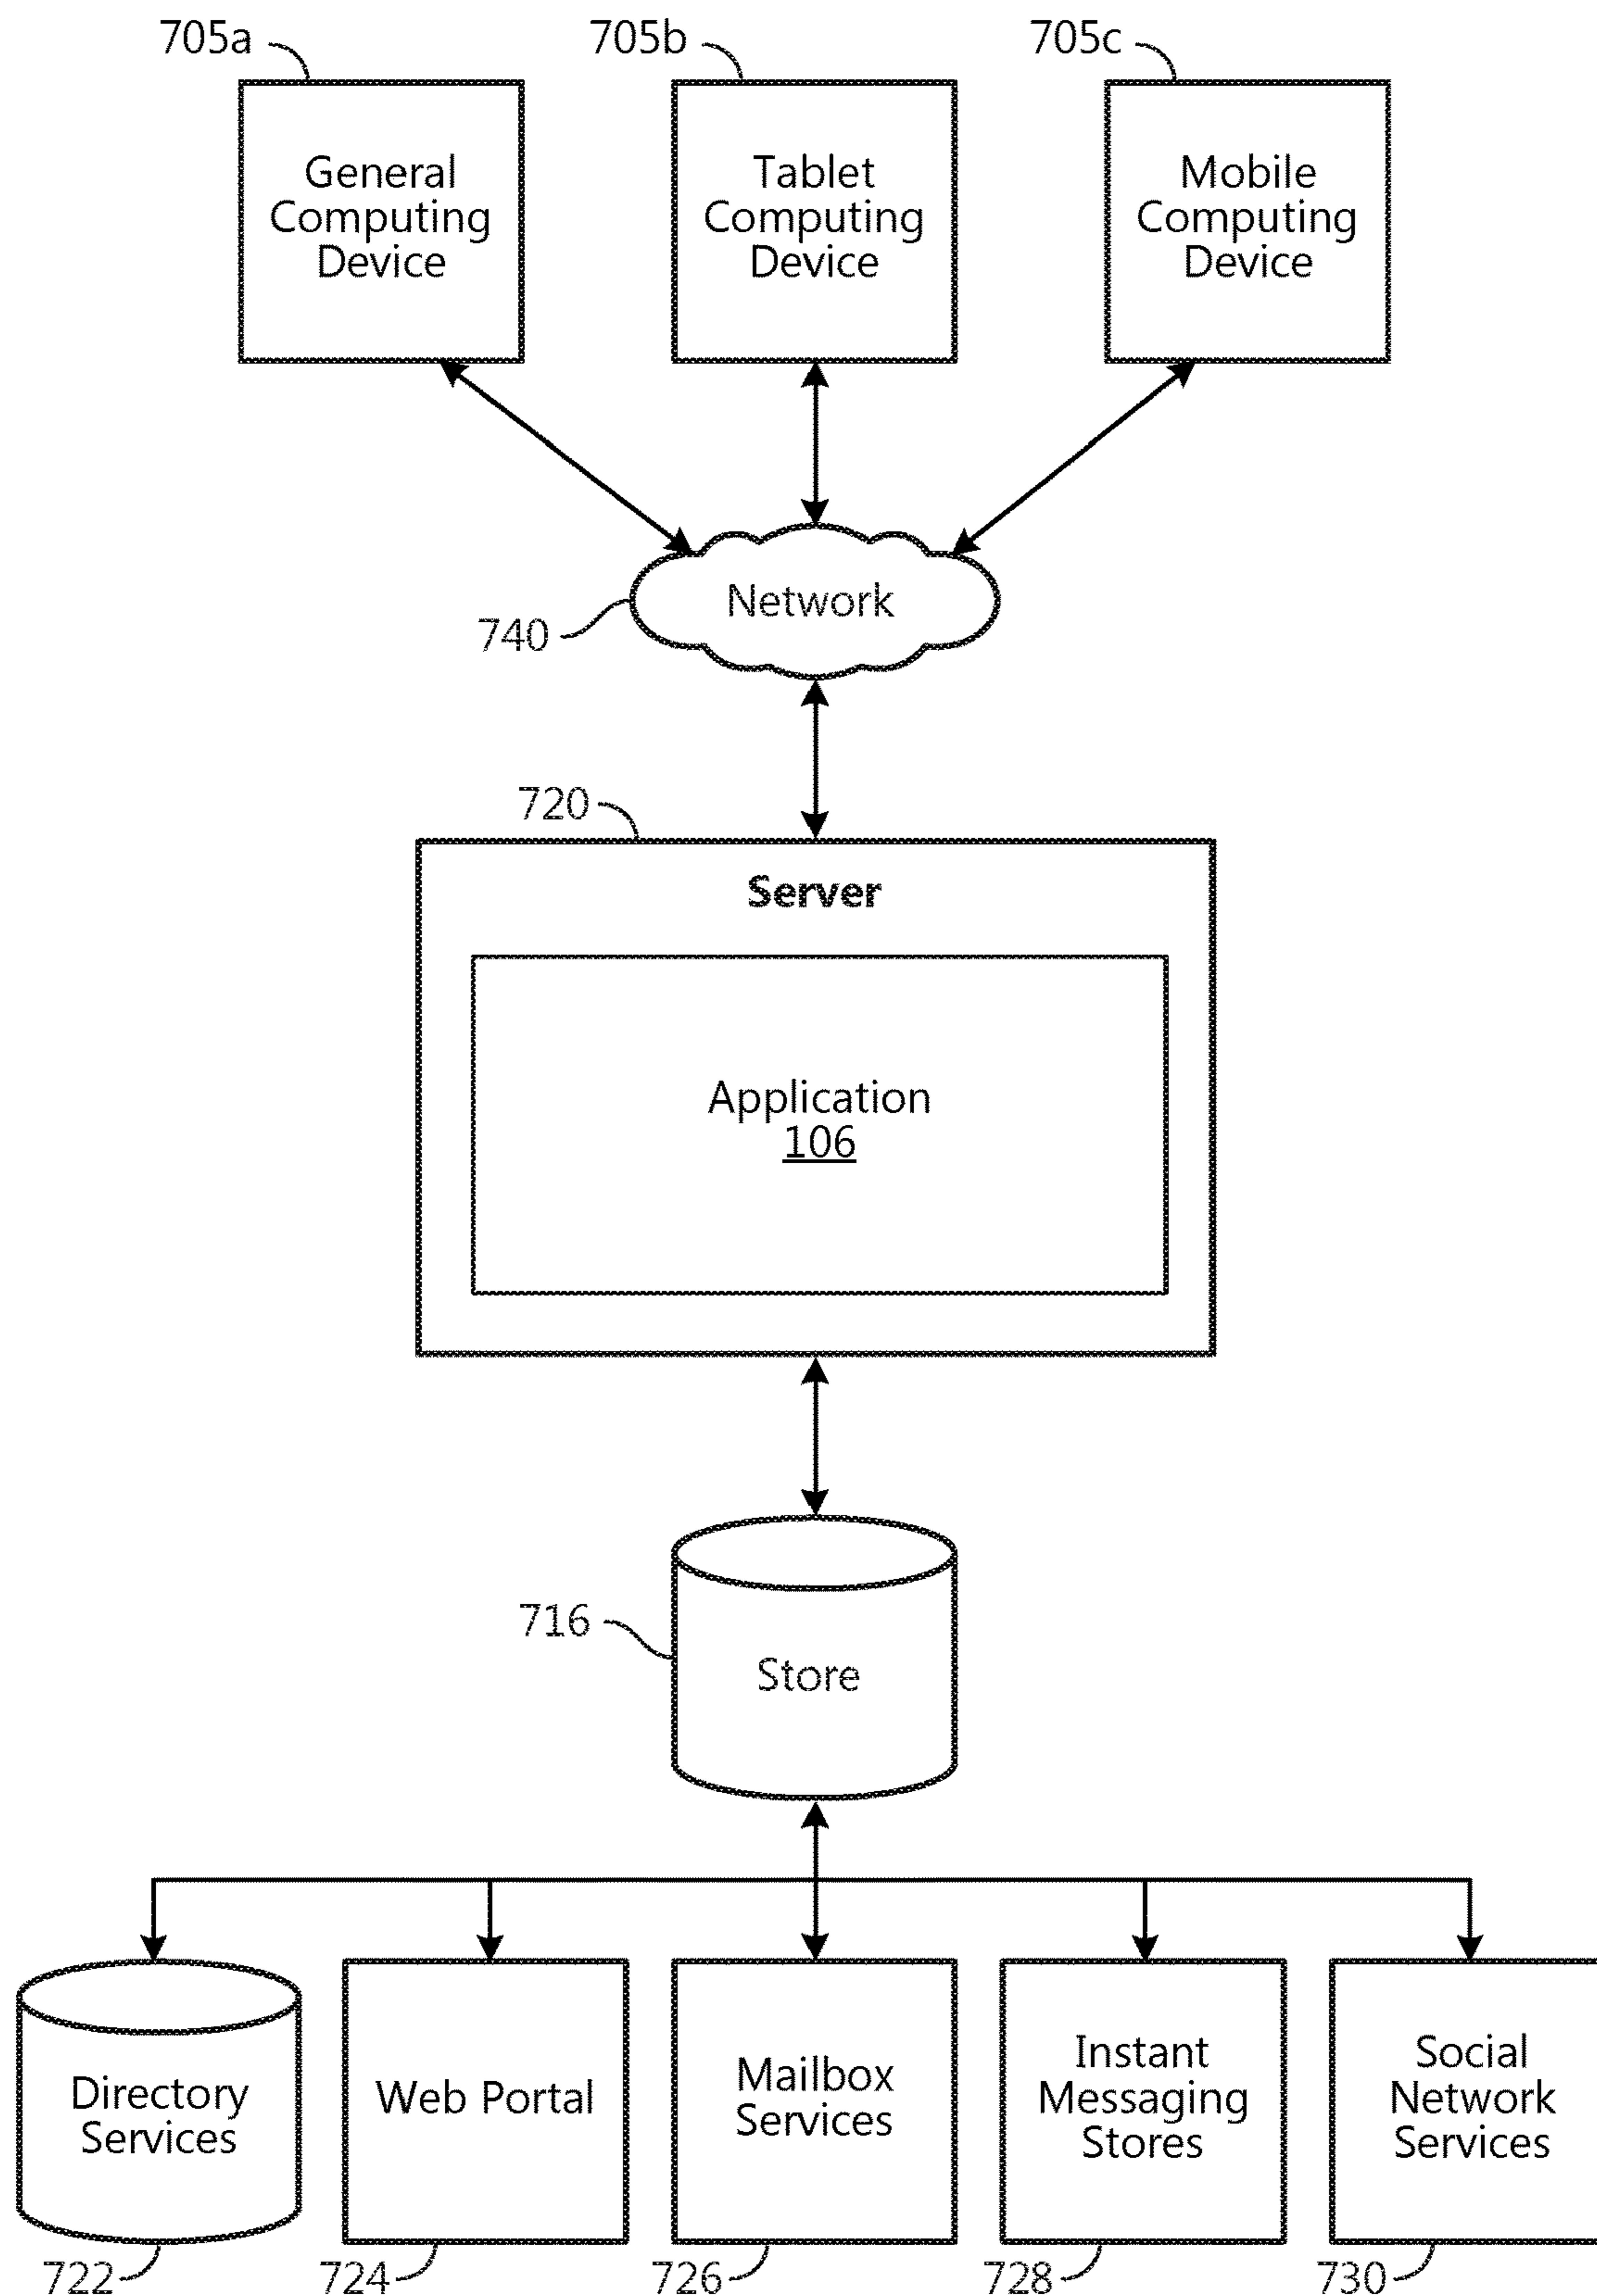 705a
705b
705c
General
Computing
Device
Tablet
Computing
Device
Mobile
Computing
Device
Network
740
720
Server
Application
106
716
Store
Directory
Services
Web Portal
Mailbox
Services
Instant
Messaging
Stores
Social
Network
Services
722
724
726
728
730